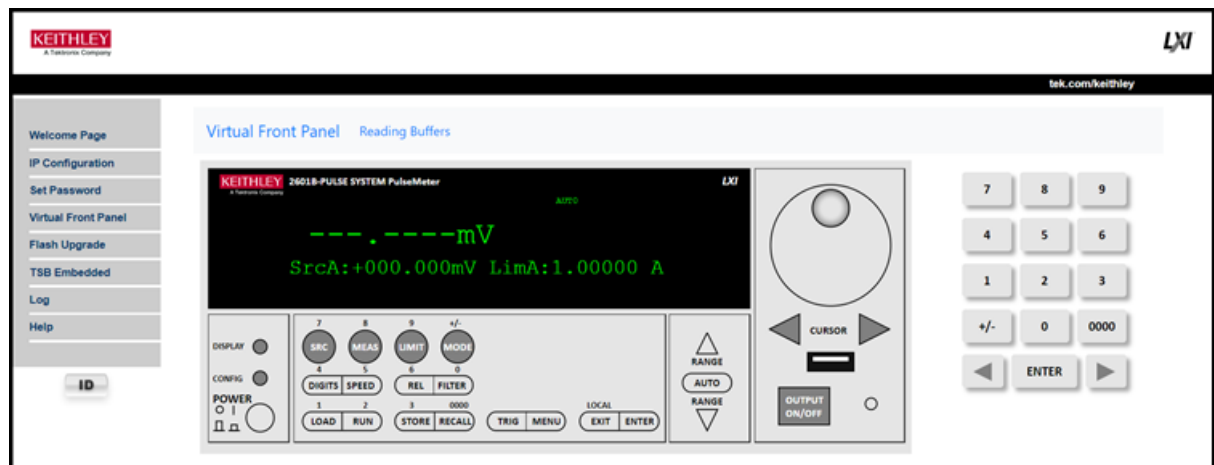 KEITHLEY
A Tektronix Company
LXI
tek.com/keithley
Welcome Page
IP Configuration
Set Password
Virtual Front Panel
Flash Upgrade
TSB Embedded
Log
Help
ID
Virtual Front Panel Reading Buffers
KEITHLEY 2601B-PULSE SYSTEM PulseMeter LXI
A Tektronix Company
AUTO
---.----mV
SrcA:+000.000mV LimA:1.00000 A
7 8 9 +/-
DISPLAY SRC MEAS LIMIT MODE
4 5 6 0
CONFIG DIGITS SPEED REL FILTER
POWER
O I
1 2 3 0000 LOCAL
LOAD RUN STORE RECALL TRIG MENU EXIT ENTER
RANGE
AUTO
RANGE
CURSOR
OUTPUT
ON/OFF
7 8 9
4 5 6
1 2 3
+/- 0 0000
ENTER